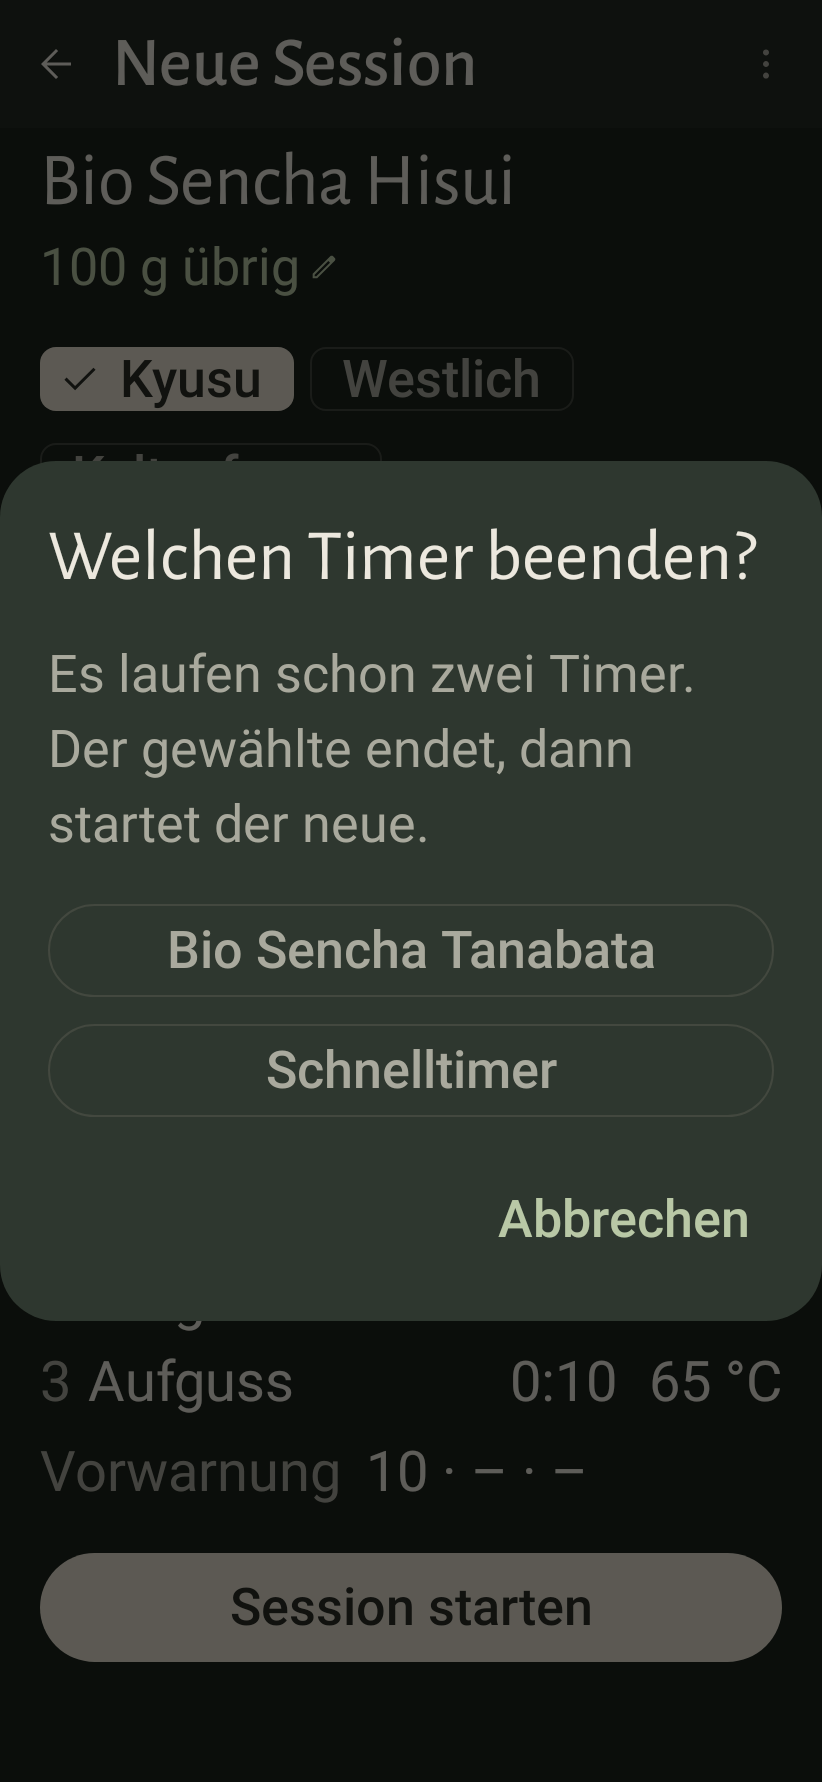 Neue Session
Bio Sencha Hisui
100 g übrig
Kyusu
Westlich
Welchen Timer beenden?
Es laufen schon zwei Timer.
Der gewählte endet, dann
startet der neue.
Bio Sencha Tanabata
Schnelltimer
Abbrechen
3 Aufguss 0:10 65 °C
Vorwarnung 10 · – · –
Session starten